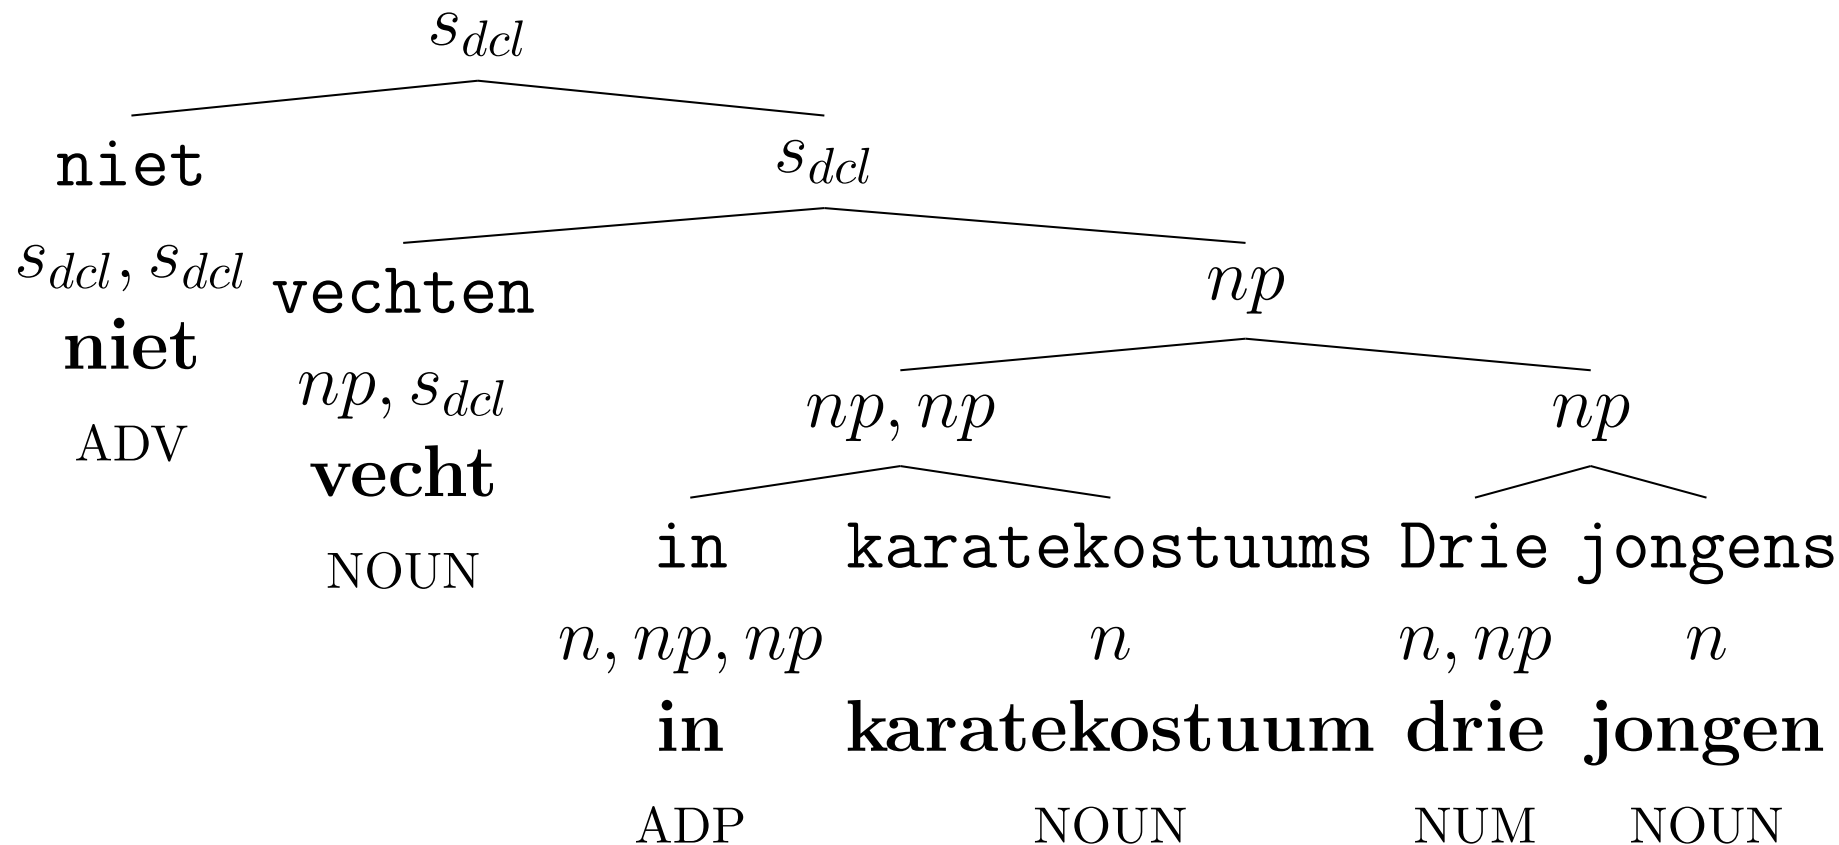 s_dcl
niet s_dcl
s_dcl, s_dcl vechten np
niet np, s_dcl np, np np
ADV vecht
NOUN in karatekostuums Drie jongens
n, np, np n n, np n
in karatekostuum drie jongen
ADP NOUN NUM NOUN